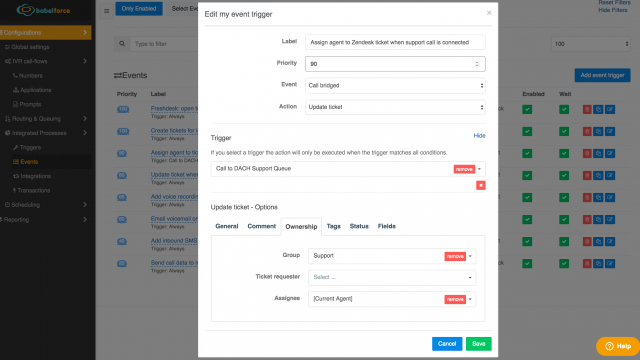 babelforce
Only Enabled
Select Eve
Reset Filters
Hide Filters
Configurations
Global settings
IVR call-flows
Numbers
Applications
Prompts
Routing & Queueing
Integrated Processes
Triggers
Events
Integrations
Transactions
Scheduling
Reporting
Type to filter
100
Events
Add event trigger
Priority
Label
Enabled
Wait
100
Freshdesk: open ti
Trigger: Always
Create tickets for i
Trigger: Always
Assign agent to tic
Trigger: Call to DACH
Update ticket when
Trigger: Always
Add voice recordin
Trigger: Always
Email voicemail on
Trigger: Always
Add inbound SMS
Trigger: Always
Send call data to w
Trigger: Always
Edit my event trigger
×
Label
Assign agent to Zendesk ticket when support call is connected
Priority
90
Event
Call bridged
Action
Update ticket
Trigger
Hide
If you select a trigger the action will only be executed when the trigger matches all conditions.
Call to DACH Support Queue
remove
Update ticket - Options
General
Comment
Ownership
Tags
Status
Fields
Group
Support
remove
Ticket requester
Select ...
Assignee
[Current Agent]
remove
Cancel
Save
Help